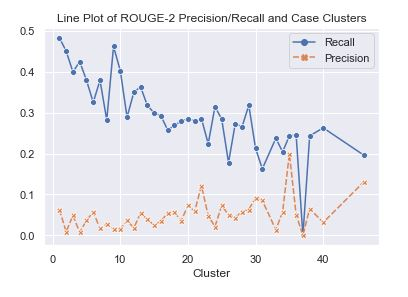 Line Plot of ROUGE-2 Precision/Recall and Case Clusters
Recall
Precision
0.5
0.4
0.3
0.2
0.1
0.0
0 10 20 30 40
Cluster